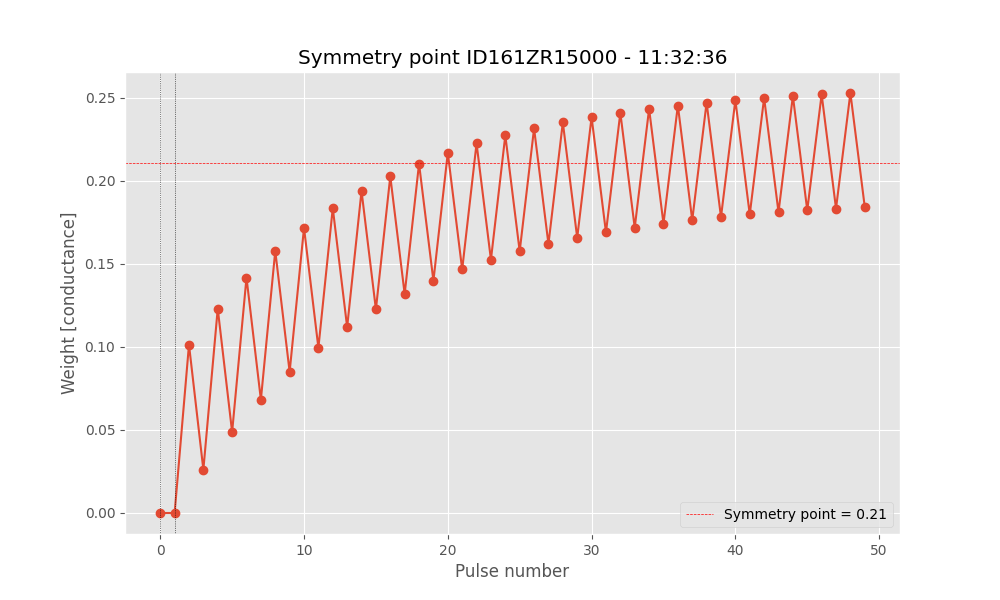 Symmetry point ID161ZR15000 - 11:32:36
Weight [conductance]
0.25
0.20
0.15
0.10
0.05
0.00
Symmetry point = 0.21
0 10 20 30 40 50
Pulse number